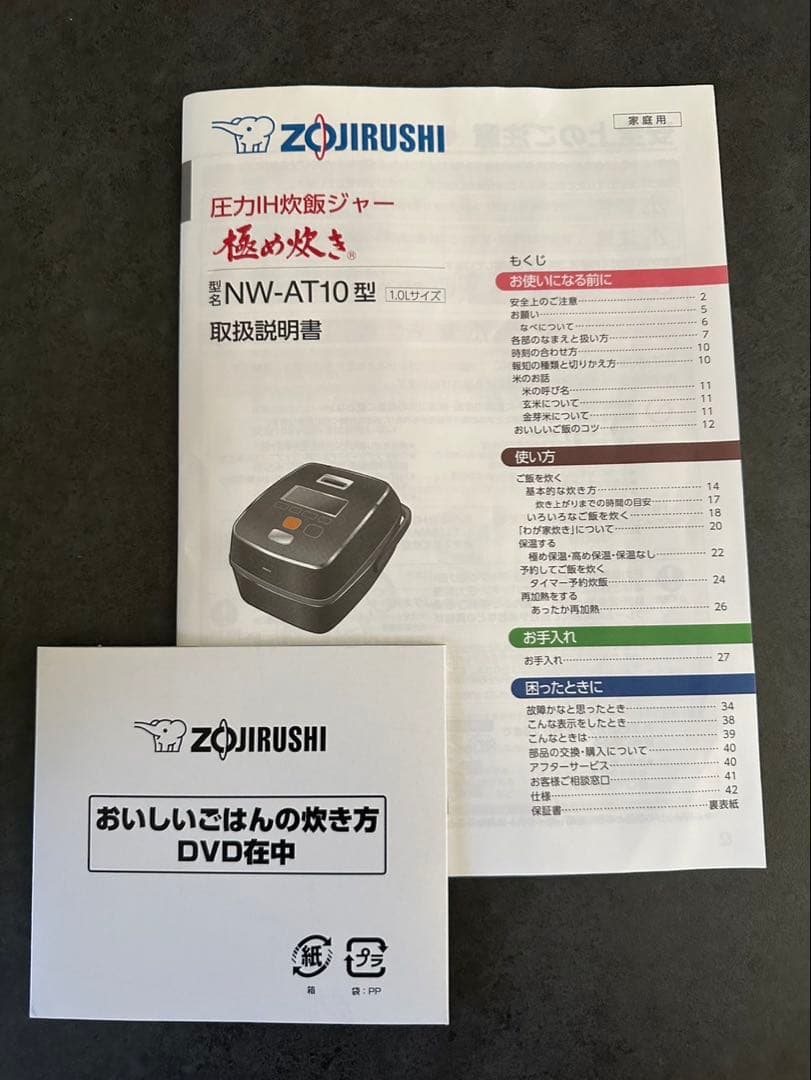 ZOJIRUSHI
家庭用
圧力IH炊飯ジャー
極め炊き®
型名 NW-AT10型 1.0Lサイズ
取扱説明書
もくじ
お使いになる前に
安全上のご注意 2
お願い 5
なべについて 6
各部のなまえと扱い方 7
時刻の合わせ方 10
報知の種類と切りかえ方 10
米のお話
米の呼び名 11
玄米について 11
金芽米について 11
おいしいご飯のコツ 12
使い方
ご飯を炊く
基本的な炊き方 14
炊き上がりまでの時間の目安 17
いろいろなご飯を炊く 18
「わが家炊き」について 20
保温する
極め保温・高め保温・保温なし 22
予約してご飯を炊く
タイマー予約炊飯 24
再加熱をする
あったか再加熱 26
お手入れ
お手入れ 27
困ったときに
故障かなと思ったとき 34
こんな表示をしたとき 38
こんなときは 39
部品の交換・購入について 40
アフターサービス 40
お客様ご相談窓口 41
仕様 42
保証書 裏表紙
ZOJIRUSHI
おいしいごはんの炊き方
DVD在中
紙
箱
プラ
袋：PP